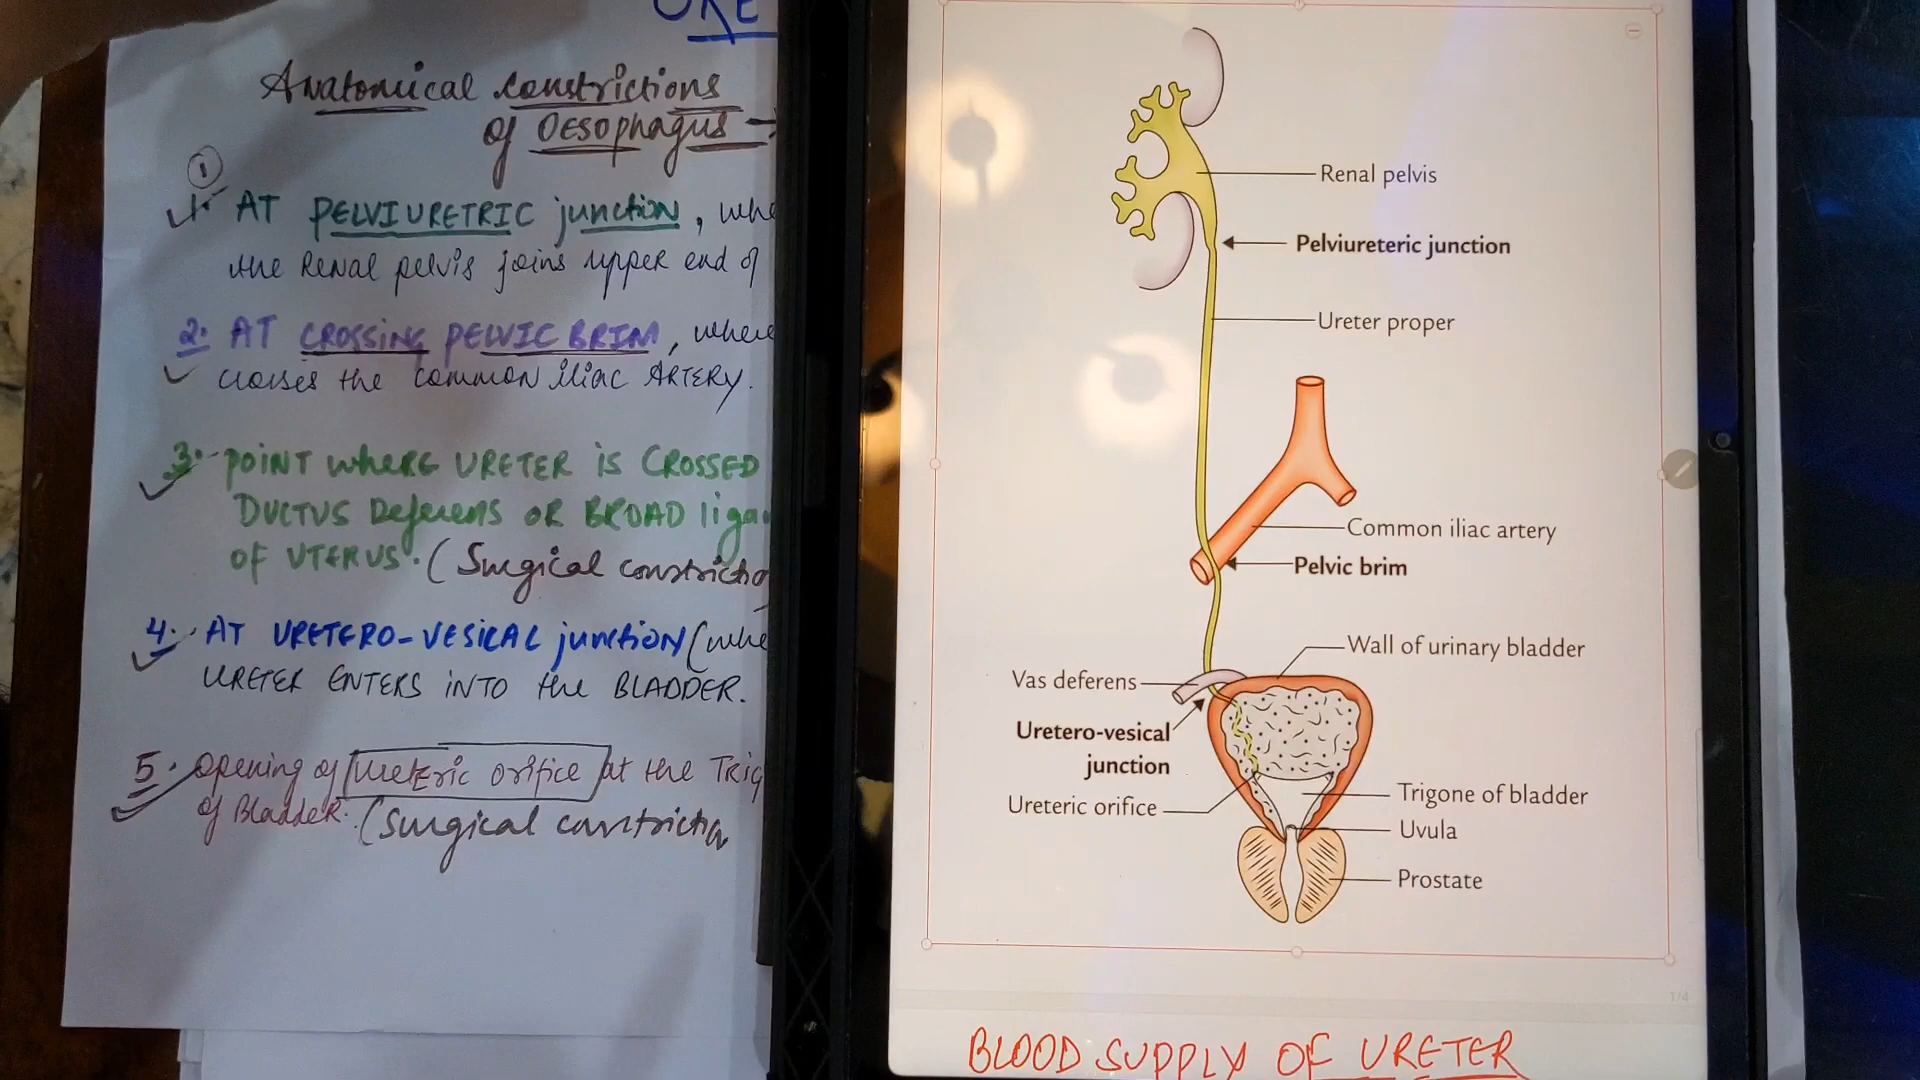 URE
Anatomical constrictions
of OEsophagus →
1
1. AT PELVIURETRIC junction,
the RENAL pelvis joins upper end of
2. AT CROSSING PELVIC BRIM, where
crosses the common iliac ARTERY.
3. POINT where URETER is CROSSED
DUCTUS Deferens OR BROAD
of UTERUS. (Surgical
4. AT URETERO-VESICAL junction (
URETER ENTERS INTO the BLADDER.
5. Opening of Ureteric orifice at the
of Bladder. (Surgical
Renal pelvis
Pelviureteric junction
Ureter proper
Common iliac artery
Pelvic brim
Wall of urinary bladder
Vas deferens
Uretero-vesical
junction
Ureteric orifice
Trigone of bladder
Uvula
Prostate
1/4
BLOOD SUPPLY OF URETER